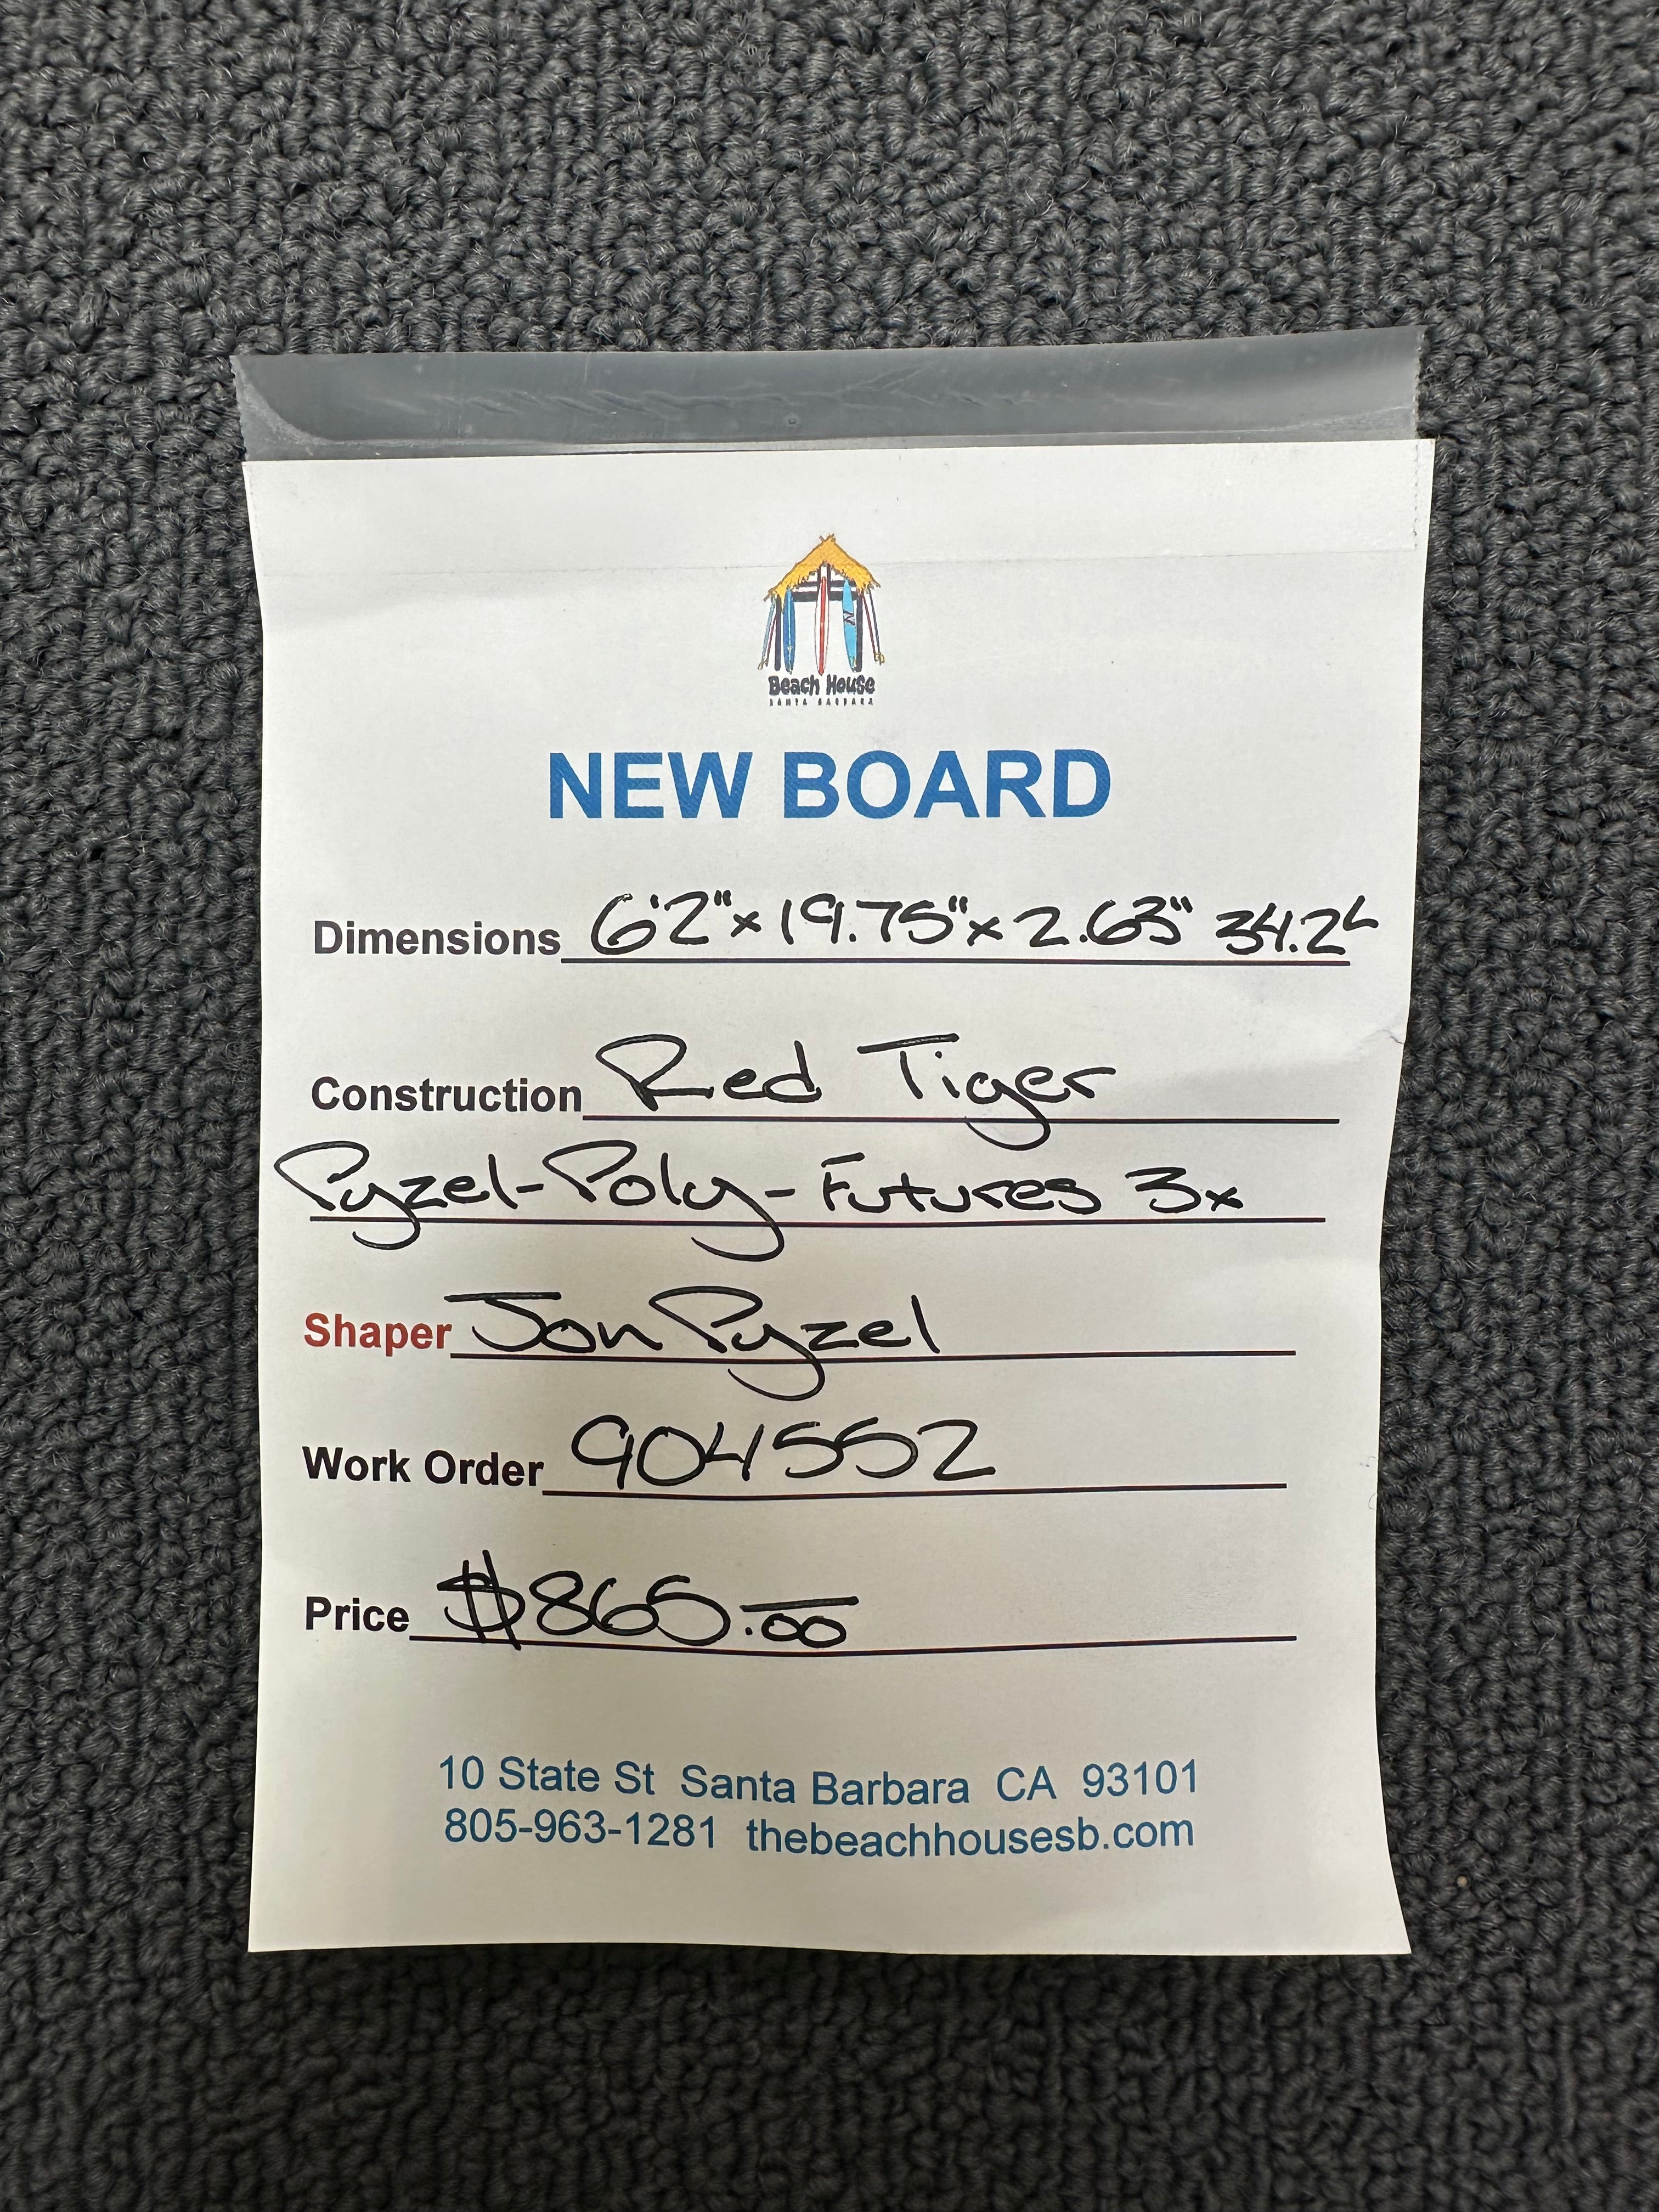 Beach House
SANTA BARBARA
NEW BOARD
Dimensions 6'2" x 19.75" x 2.63" 34.2L
Construction Red Tiger
Pyzel-Poly-Futures 3x
Shaper Jon Pyzel
Work Order 904552
Price $865.00
10 State St Santa Barbara CA 93101
805-963-1281 thebeachhousesb.com